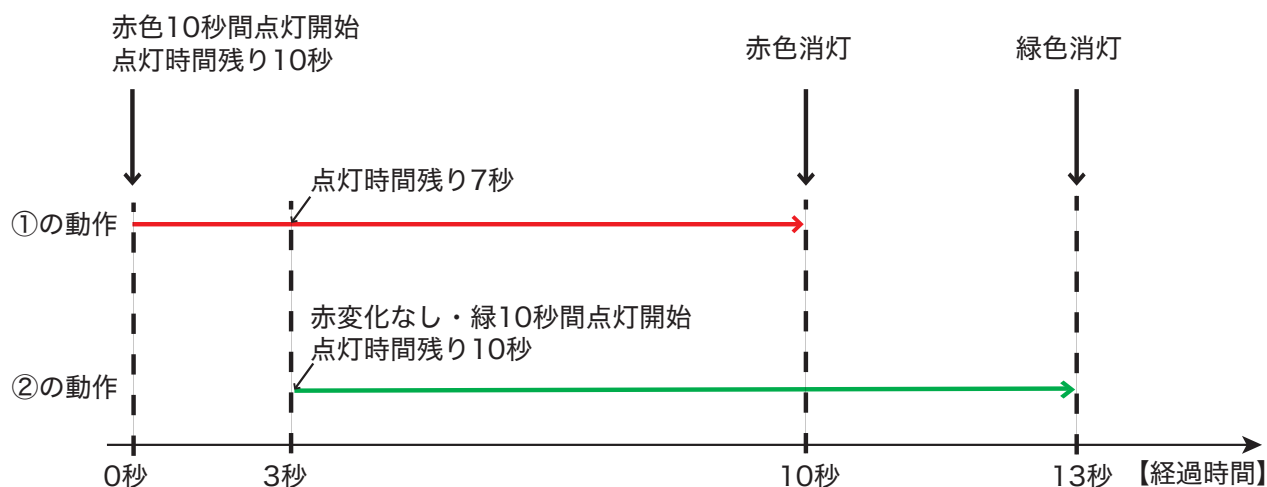 赤色10秒間点灯開始
点灯時間残り10秒
赤色消灯
緑色消灯
点灯時間残り7秒
①の動作
赤変化なし・緑10秒間点灯開始
点灯時間残り10秒
②の動作
0秒
3秒
10秒
13秒
【経過時間】